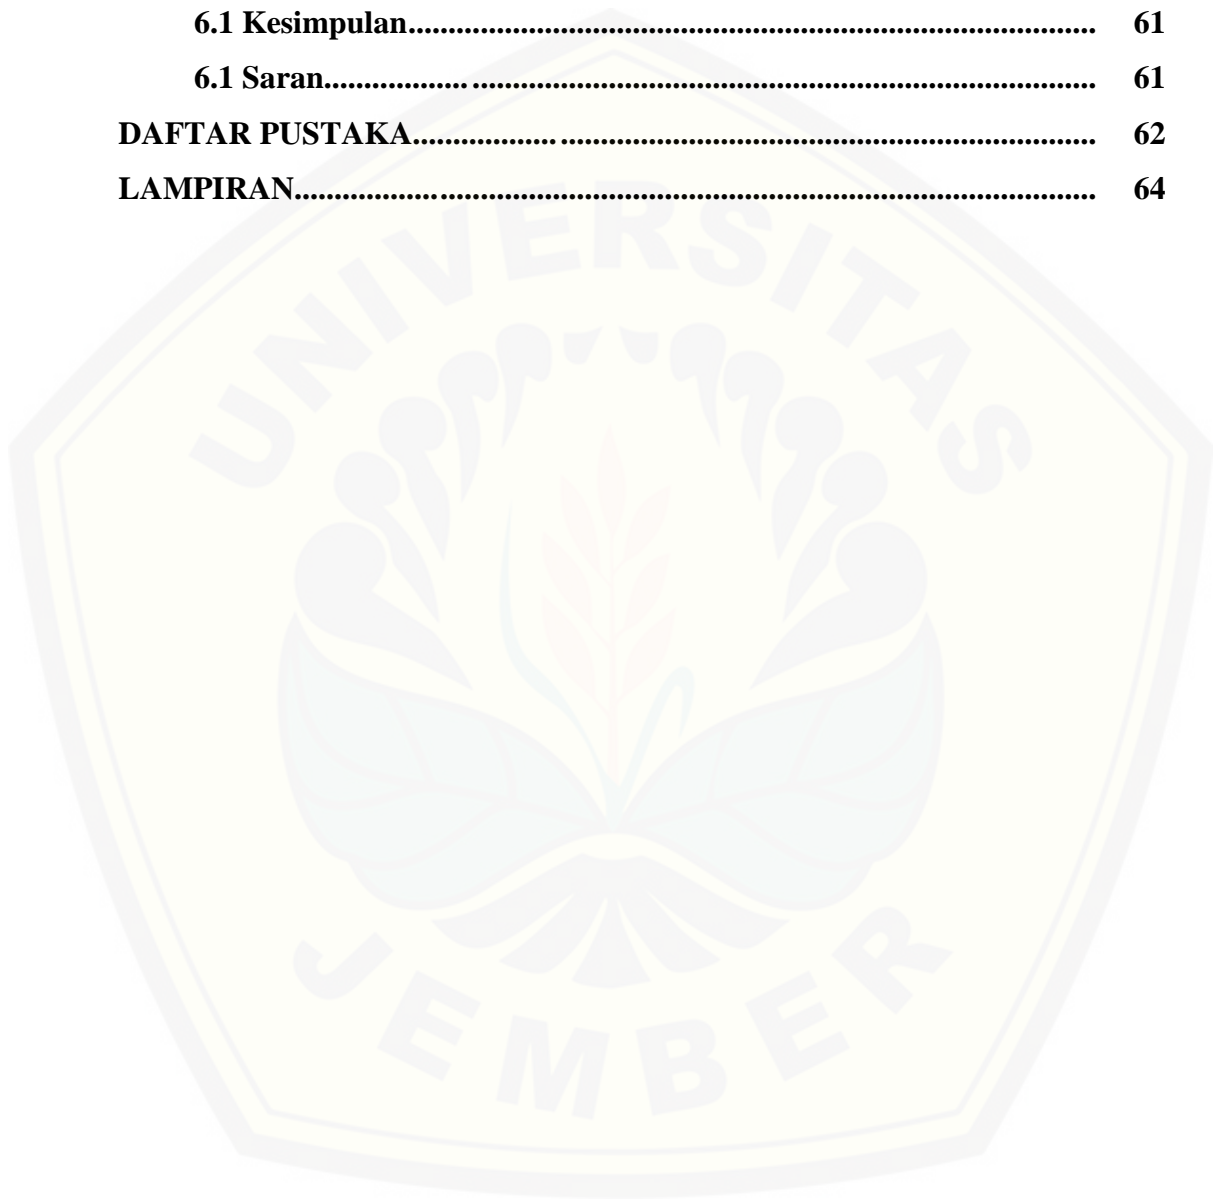 6.1 Kesimpulan...................................................................................... 61
6.1 Saran.................. .............................................................................. 61
DAFTAR PUSTAKA.................. ................................................................... 62
LAMPIRAN.................. .................................................................................. 64
UNIVERSITAS
JEMBER